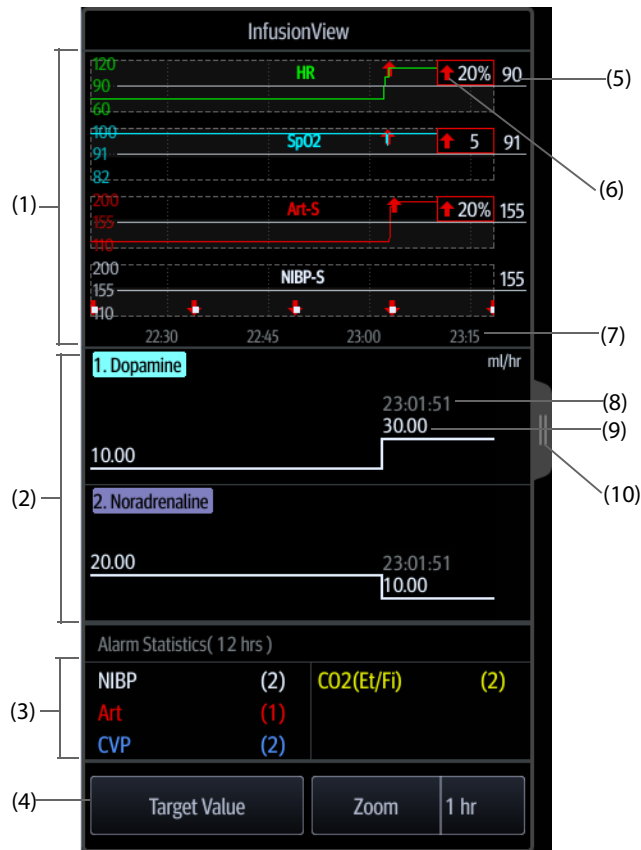 InfusionView
120
HR
20%
90
(5)
90
60
(6)
100
SpO2
5
91
91
82
(1)
200
Art-S
20%
155
155
110
200
NIBP-S
155
155
110
22:30 22:45 23:00 23:15
(7)
1. Dopamine
ml/hr
23:01:51
(8)
30.00
(9)
10.00
(10)
(2)
2. Noradrenaline
20.00
23:01:51
10.00
Alarm Statistics( 12 hrs )
NIBP (2) CO2(Et/Fi) (2)
(3)
Art (1)
CVP (2)
(4)
Target Value Zoom 1 hr